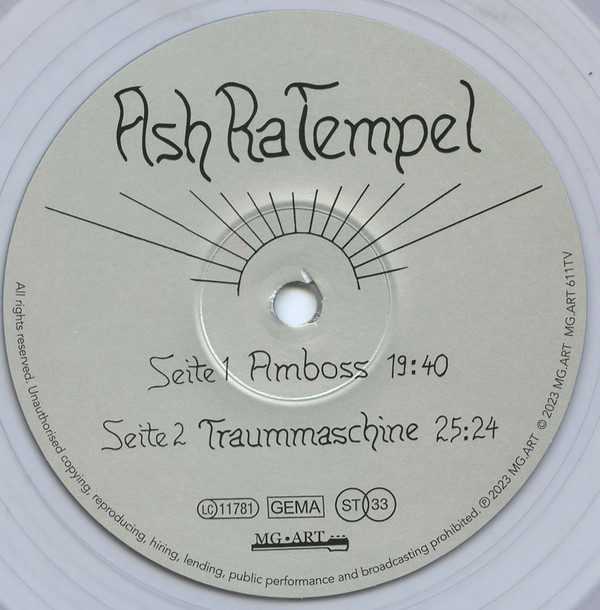 Ash Ra Tempel
Seite 1 Amboss 19:40
Seite 2 Traummaschine 25:24
LC 11781 GEMA ST 33
MG•ART
All rights reserved. Unauthorised copying, reproducing, hiring, lending, public performance and broadcasting prohibited. ℗ 2023 MG.ART © 2023 MG.ART MG.ART 611TV